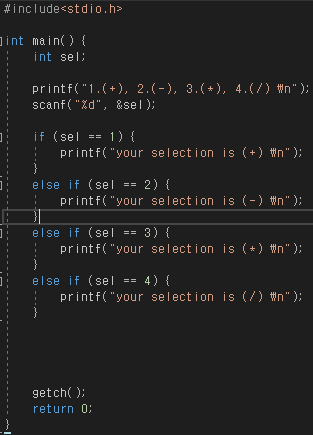 #include<stdio.h>
int main() {
int sel;
printf("1.(+), 2.(-), 3.(*), 4.(/) ₩n");
scanf("%d", &sel);
if (sel == 1) {
printf("your selection is (+) ₩n");
}
else if (sel == 2) {
printf("your selection is (-) ₩n");
}
else if (sel == 3) {
printf("your selection is (*) ₩n");
}
else if (sel == 4) {
printf("your selection is (/) ₩n");
}
getch();
return 0;
}